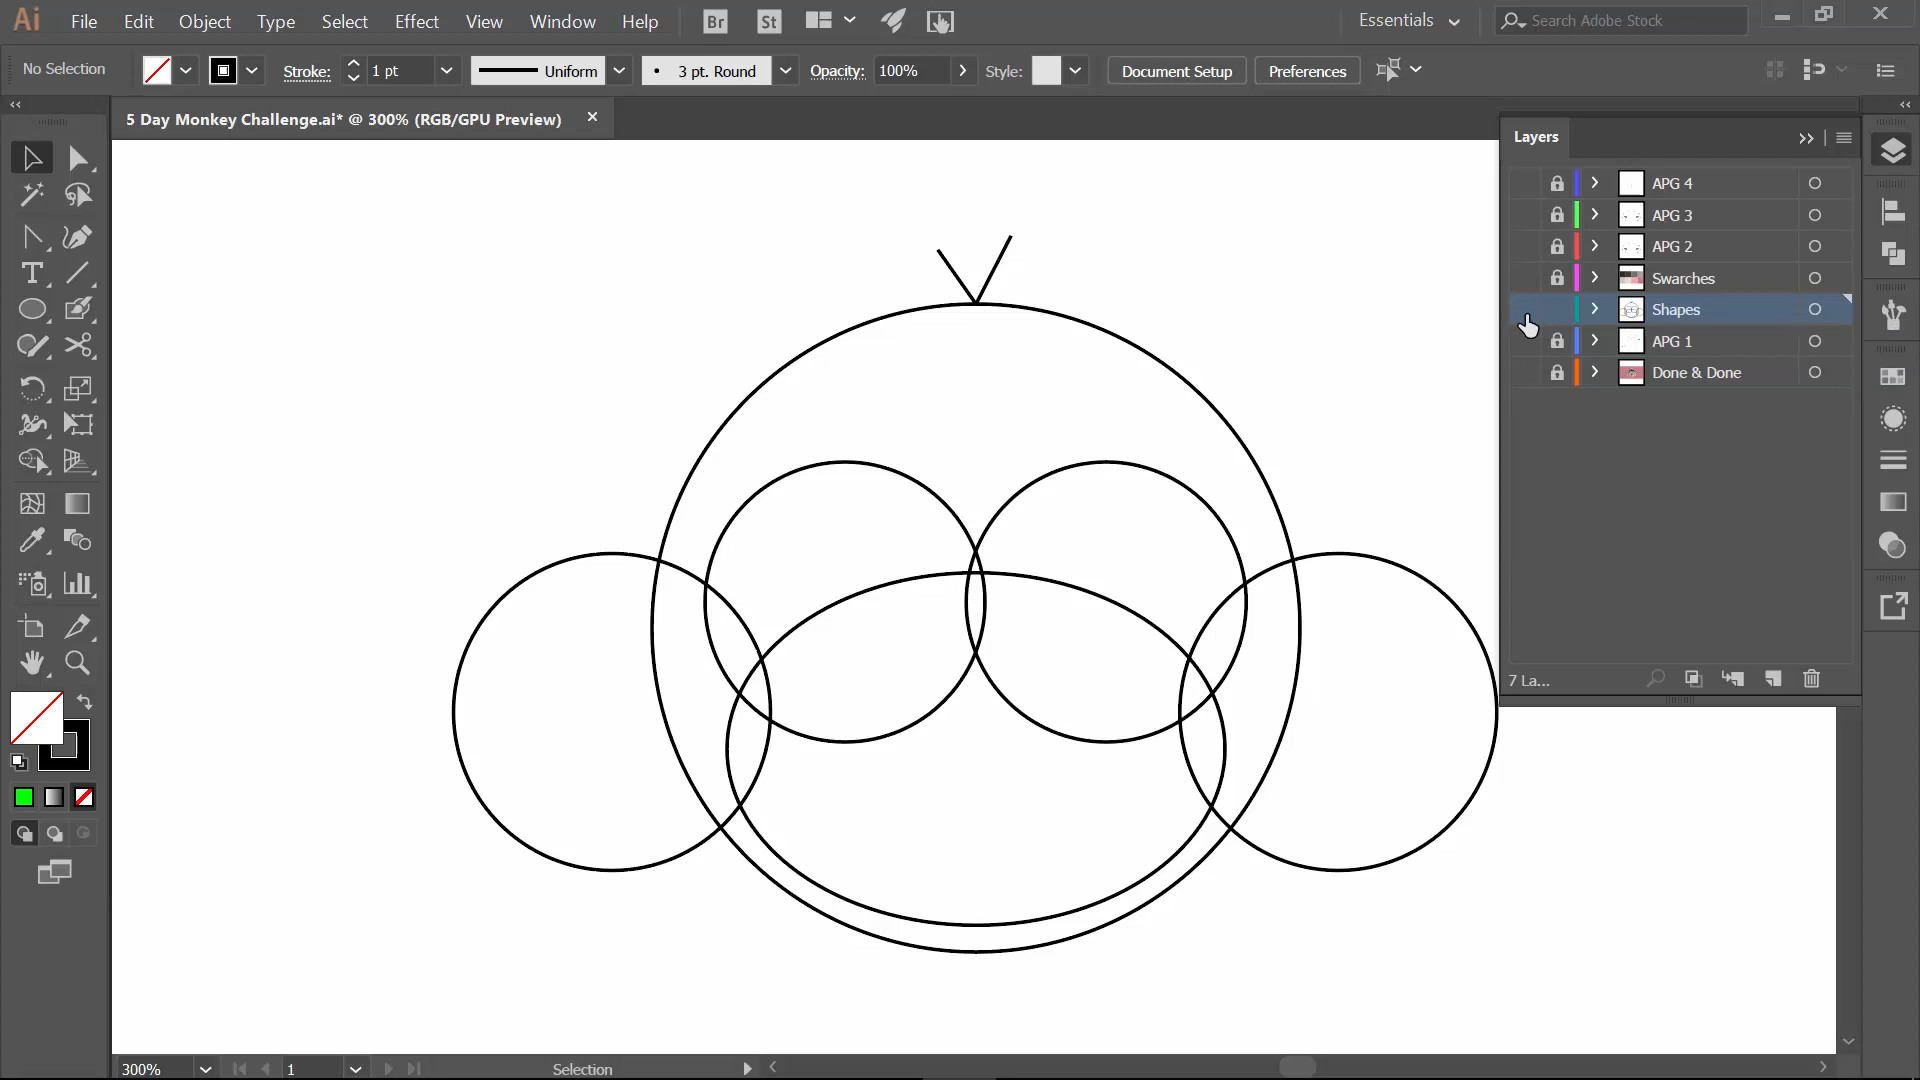 Ai File Edit Object Type Select Effect View Window Help Br St Essentials Search Adobe Stock
No Selection Stroke: 1 pt Uniform 3 pt. Round Opacity: 100% Style: Document Setup Preferences
5 Day Monkey Challenge.ai* @ 300% (RGB/GPU Preview)
Layers
APG 4
APG 3
APG 2
Swarches
Shapes
APG 1
Done & Done
7 La...
300% 1 Selection